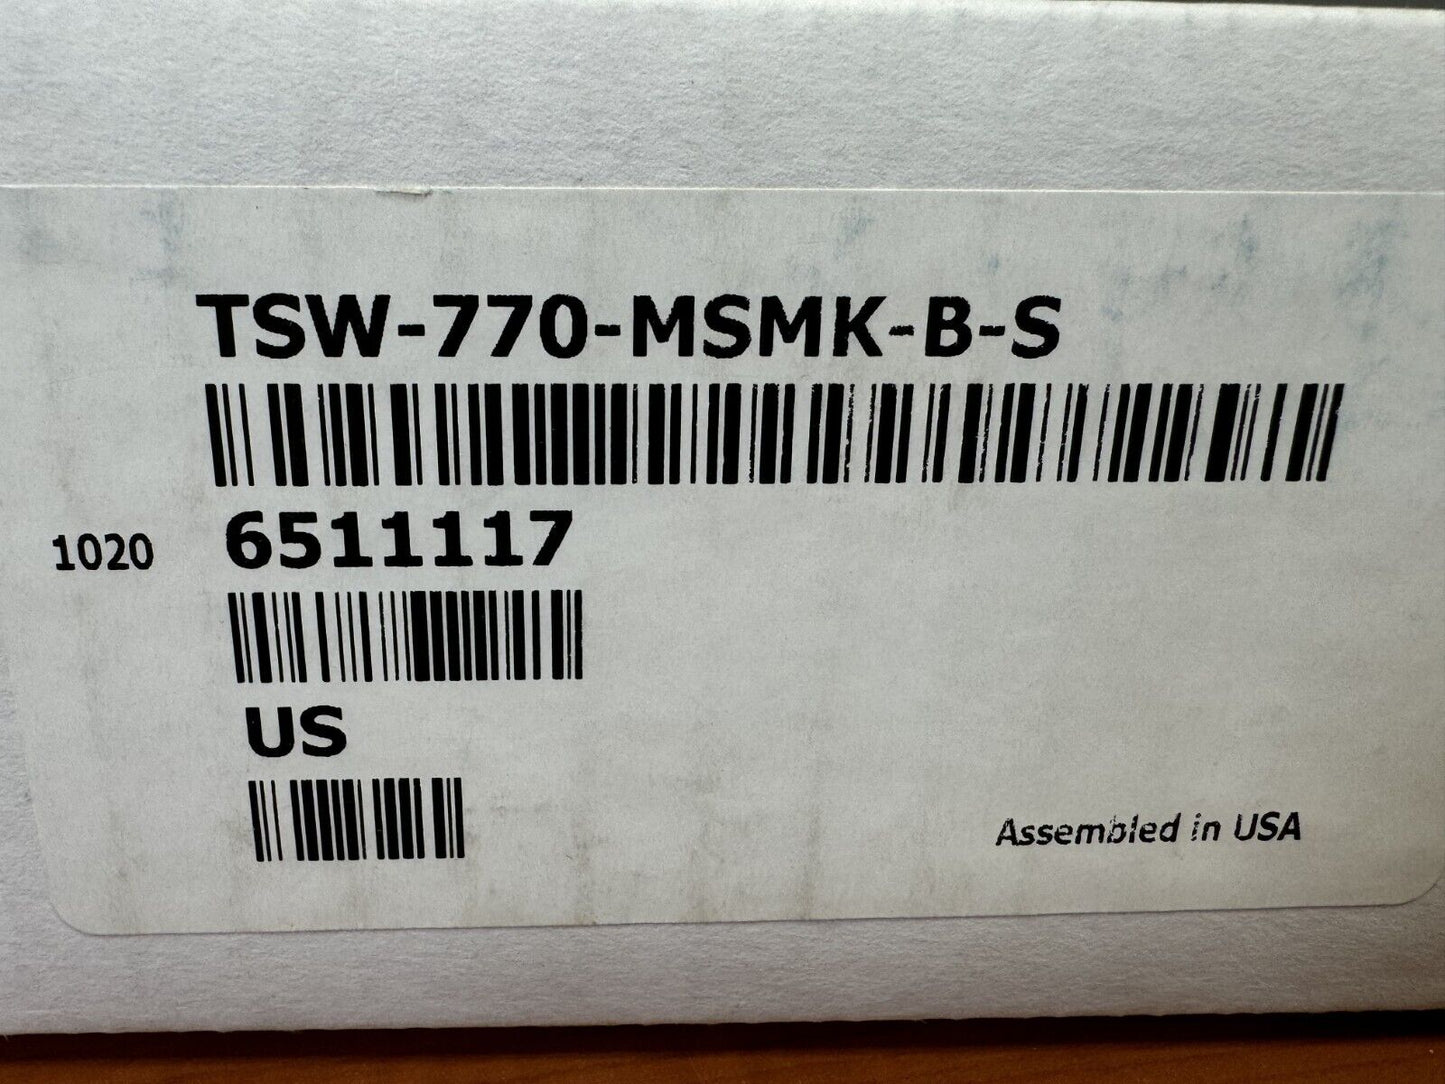 TSW-770-MSMK-B-S
1020 6511117
US
Assembled in USA